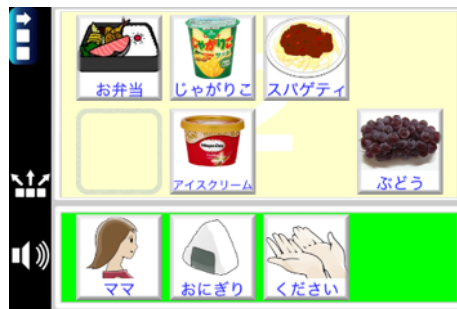 お弁当
じゃがりこ
スパゲティ
アイスクリーム
ぶどう
ママ
おにぎり
ください